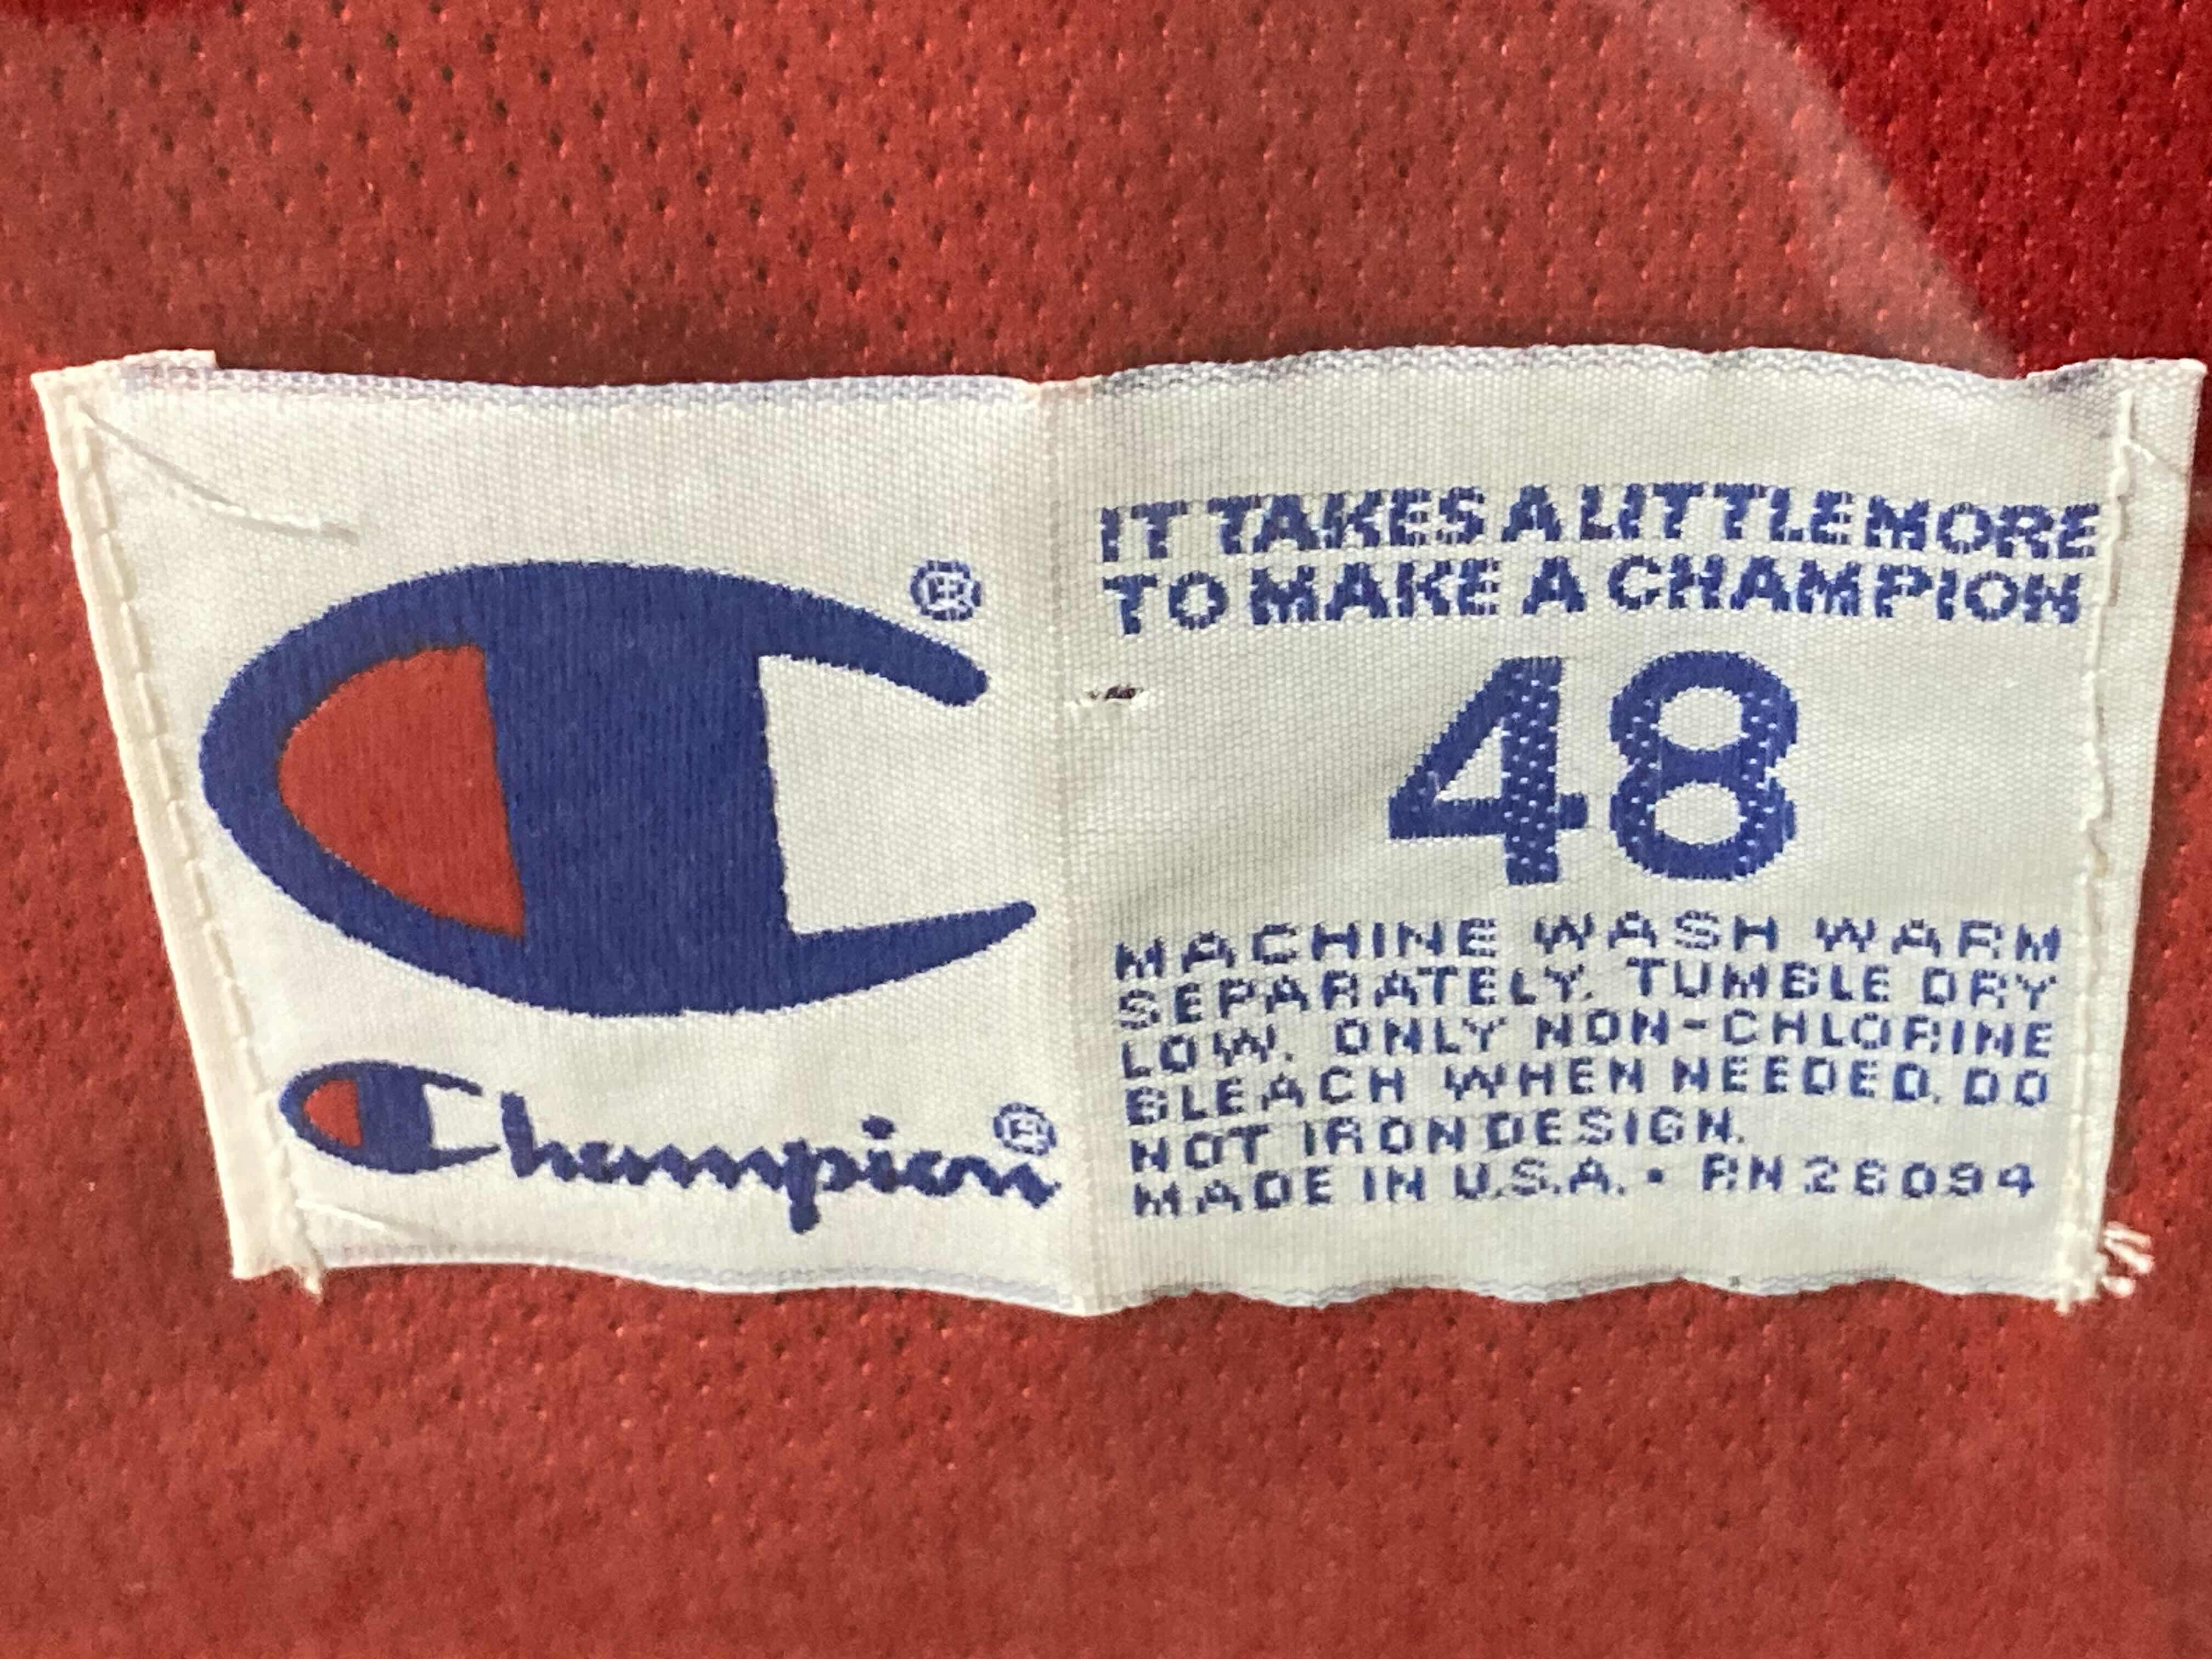 ®
Champion®
IT TAKES A LITTLE MORE
TO MAKE A CHAMPION
48
MACHINE WASH WARM
SEPARATELY. TUMBLE DRY
LOW. ONLY NON-CHLORINE
BLEACH WHEN NEEDED. DO
NOT IRON DESIGN.
MADE IN U.S.A. • RN 26094